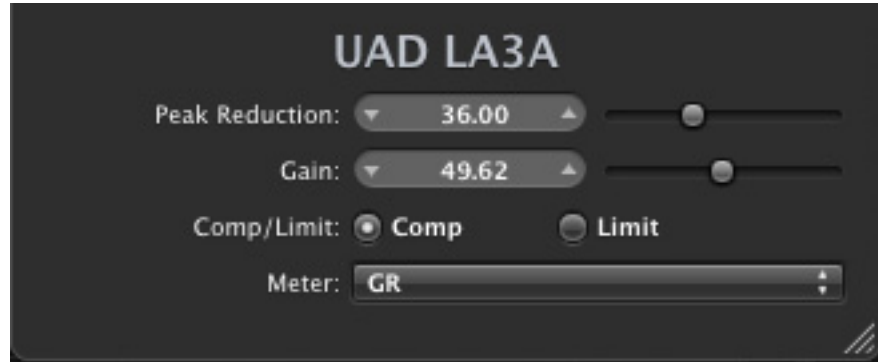 UAD LA3A
Peak Reduction: 36.00
Gain: 49.62
Comp/Limit: Comp Limit
Meter: GR